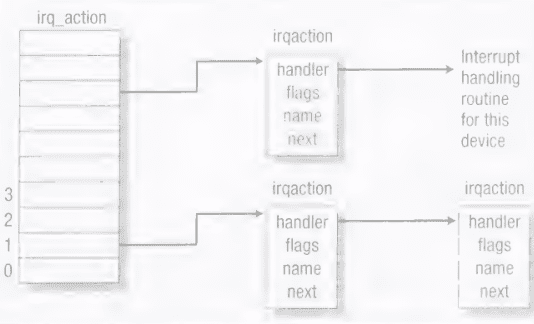 irq_action
3
2
1
0
irqaction
handler
flags
name
next
Interrupt
handling
routine
for this
device
irqaction
handler
flags
name
next
irqaction
handler
flags
name
next